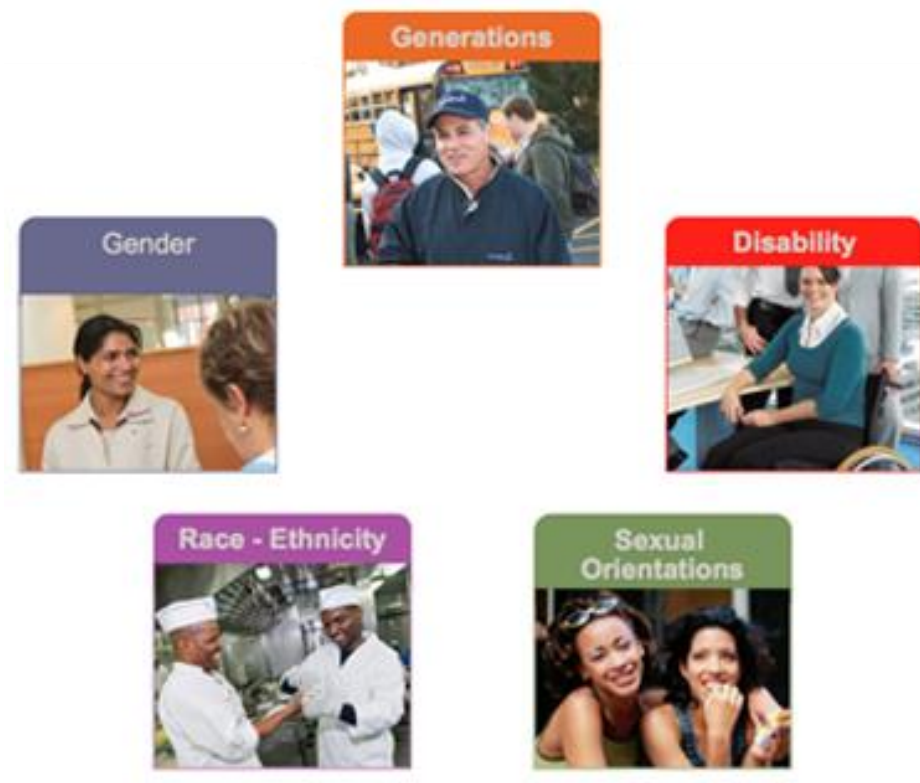 Generations
Gender
Disability
Race - Ethnicity
Sexual
Orientations